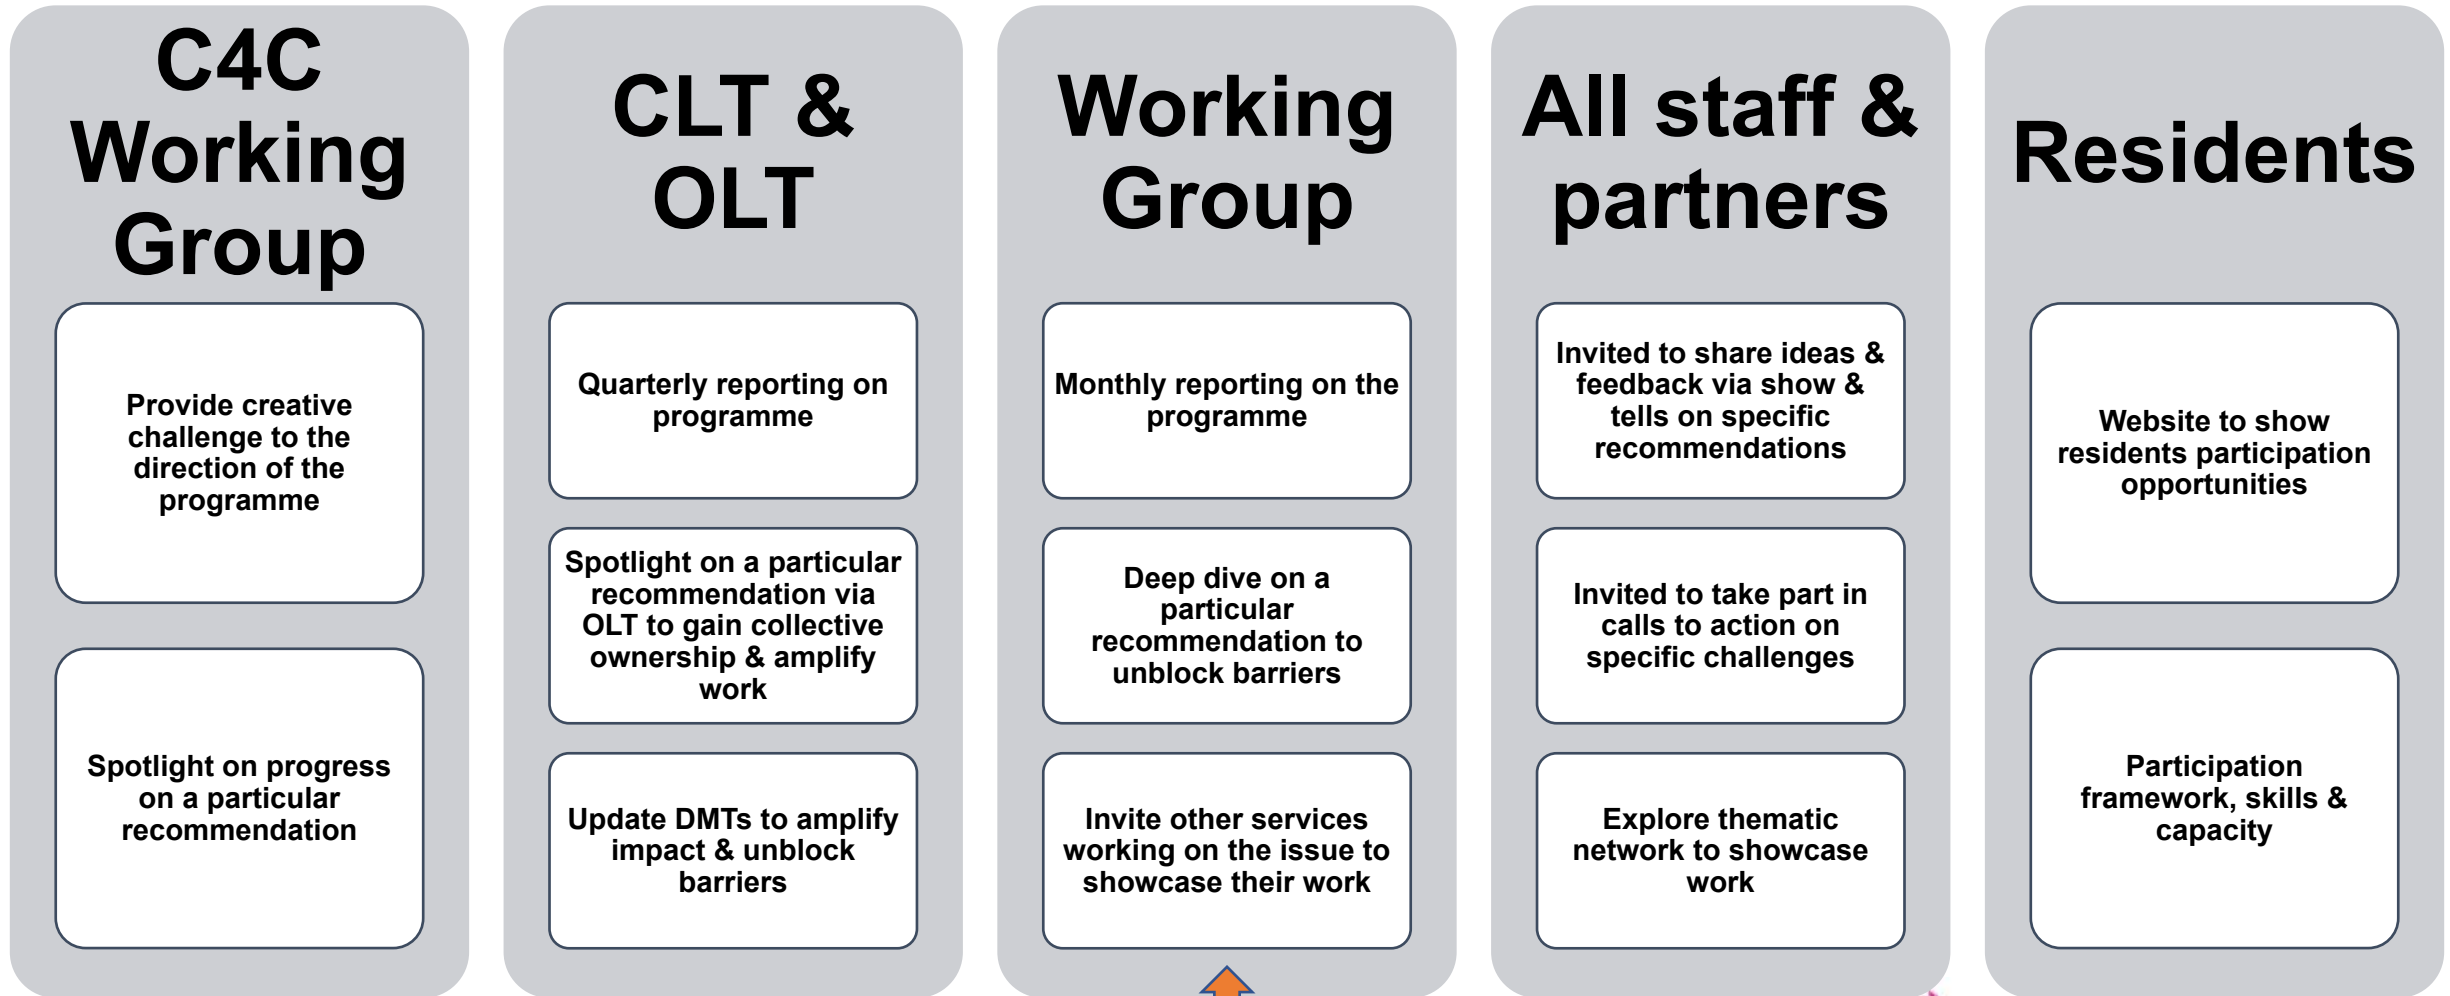 C4C
Working
Group
Provide creative
challenge to the
direction of the
programme
Spotlight on progress
on a particular
recommendation
CLT &
OLT
Quarterly reporting on
programme
Spotlight on a particular
recommendation via
OLT to gain collective
ownership & amplify
work
Update DMTs to amplify
impact & unblock
barriers
Working
Group
Monthly reporting on the
programme
Deep dive on a
particular
recommendation to
unblock barriers
Invite other services
working on the issue to
showcase their work
All staff &
partners
Invited to share ideas &
feedback via show &
tells on specific
recommendations
Invited to take part in
calls to action on
specific challenges
Explore thematic
network to showcase
work
Residents
Website to show
residents participation
opportunities
Participation
framework, skills &
capacity